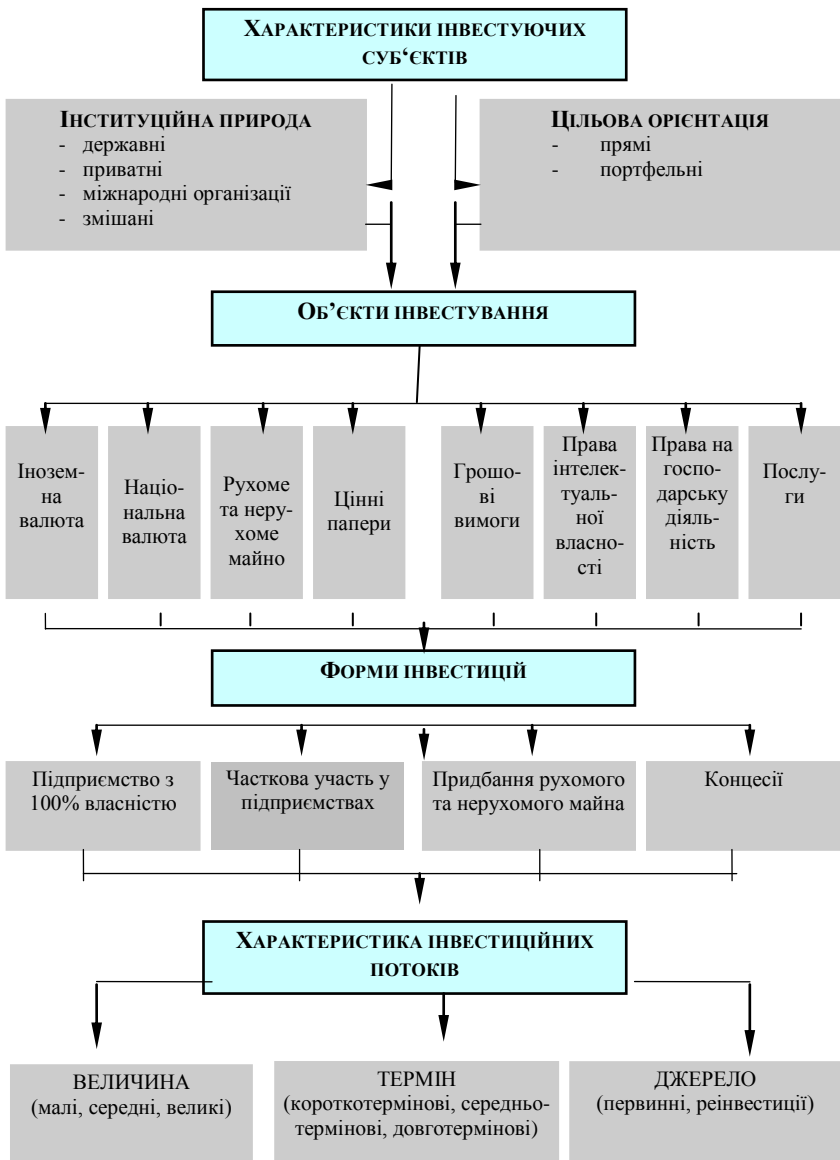 ХАРАКТЕРИСТИКИ ІНВЕСТУЮЧИХ
СУБ‘ЄКТІВ
ІНСТИТУЦІЙНА ПРИРОДА
- державні
- приватні
- міжнародні організації
- змішані
ЦІЛЬОВА ОРІЄНТАЦІЯ
- прямі
- портфельні
ОБ’ЄКТИ ІНВЕСТУВАННЯ
Інозем-
на
валюта
Націо-
нальна
валюта
Рухоме
та неру-
хоме
майно
Цінні
папери
Грошо-
ві
вимоги
Права
інтелек-
туаль-
ної
власно-
сті
Права на
госпо-
дарську
діяль-
ність
Послу-
ги
ФОРМИ ІНВЕСТИЦІЙ
Підприємство з
100% власністю
Часткова участь у
підприємствах
Придбання рухомого
та нерухомого майна
Концесії
ХАРАКТЕРИСТИКА ІНВЕСТИЦІЙНИХ
ПОТОКІВ
ВЕЛИЧИНА
(малі, середні, великі)
ТЕРМІН
(короткотермінові, середньо-
термінові, довготермінові)
ДЖЕРЕЛО
(первинні, реінвестиції)